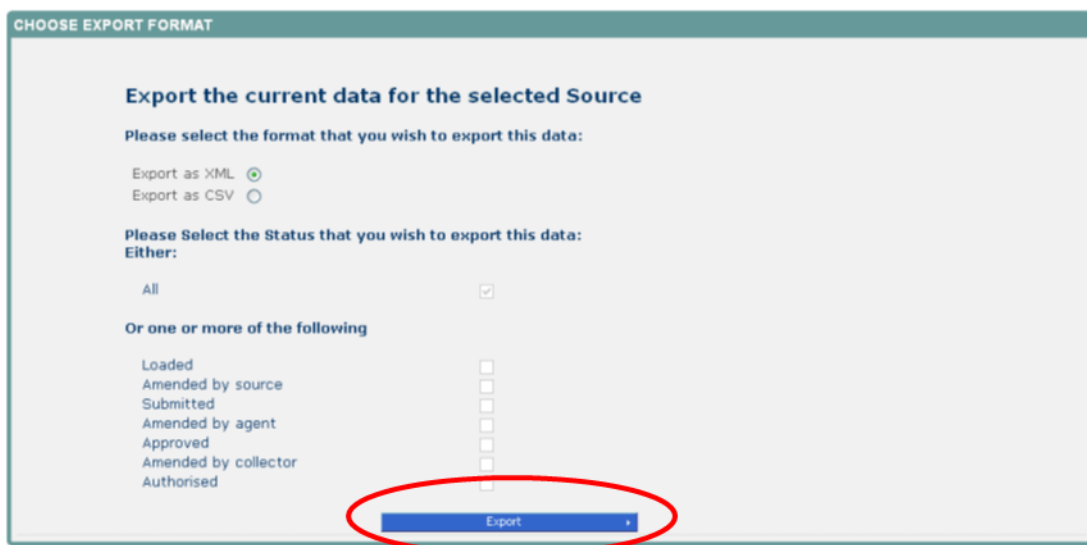 CHOOSE EXPORT FORMAT
Export the current data for the selected Source
Please select the format that you wish to export this data:
Export as XML
Export as CSV
Please Select the Status that you wish to export this data:
Either:
All
Or one or more of the following
Loaded
Amended by source
Submitted
Amended by agent
Approved
Amended by collector
Authorised
Export